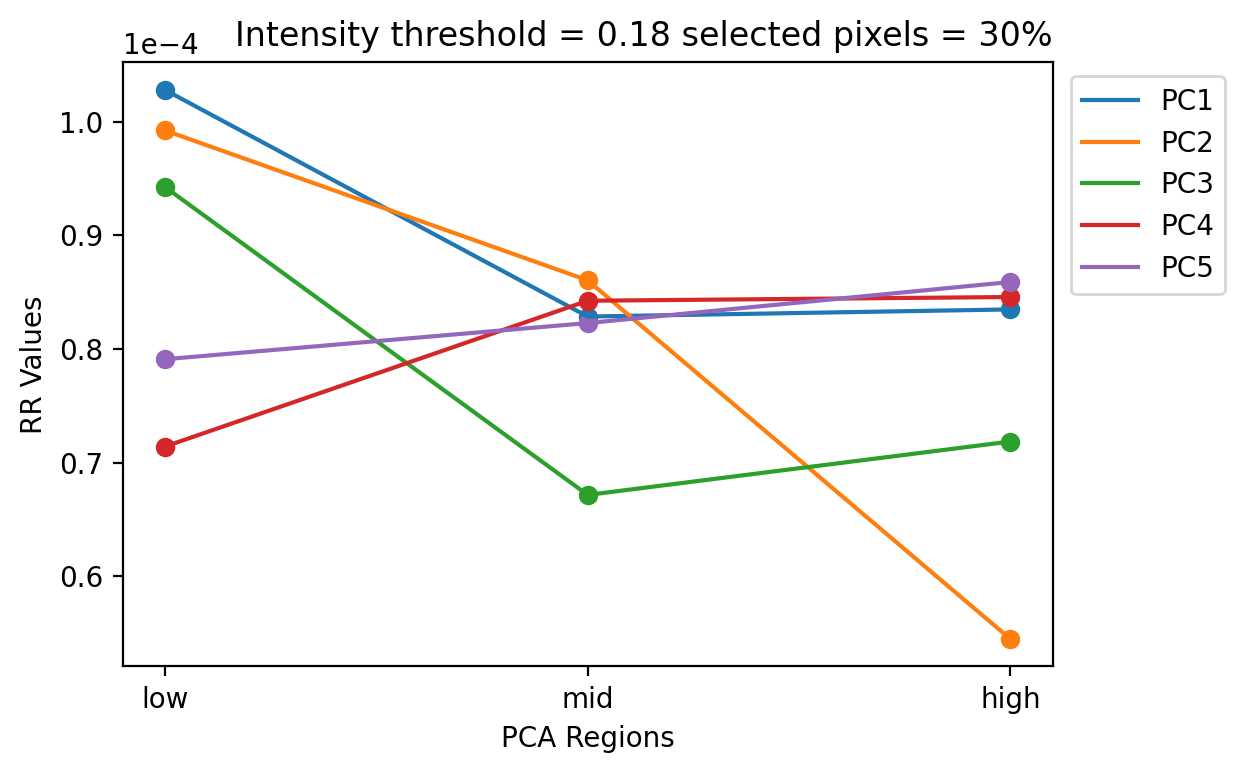 Intensity threshold = 0.18 selected pixels = 30%
1e−4
1.0
0.9
0.8
0.7
0.6
RR Values
low
mid
high
PCA Regions
PC1
PC2
PC3
PC4
PC5